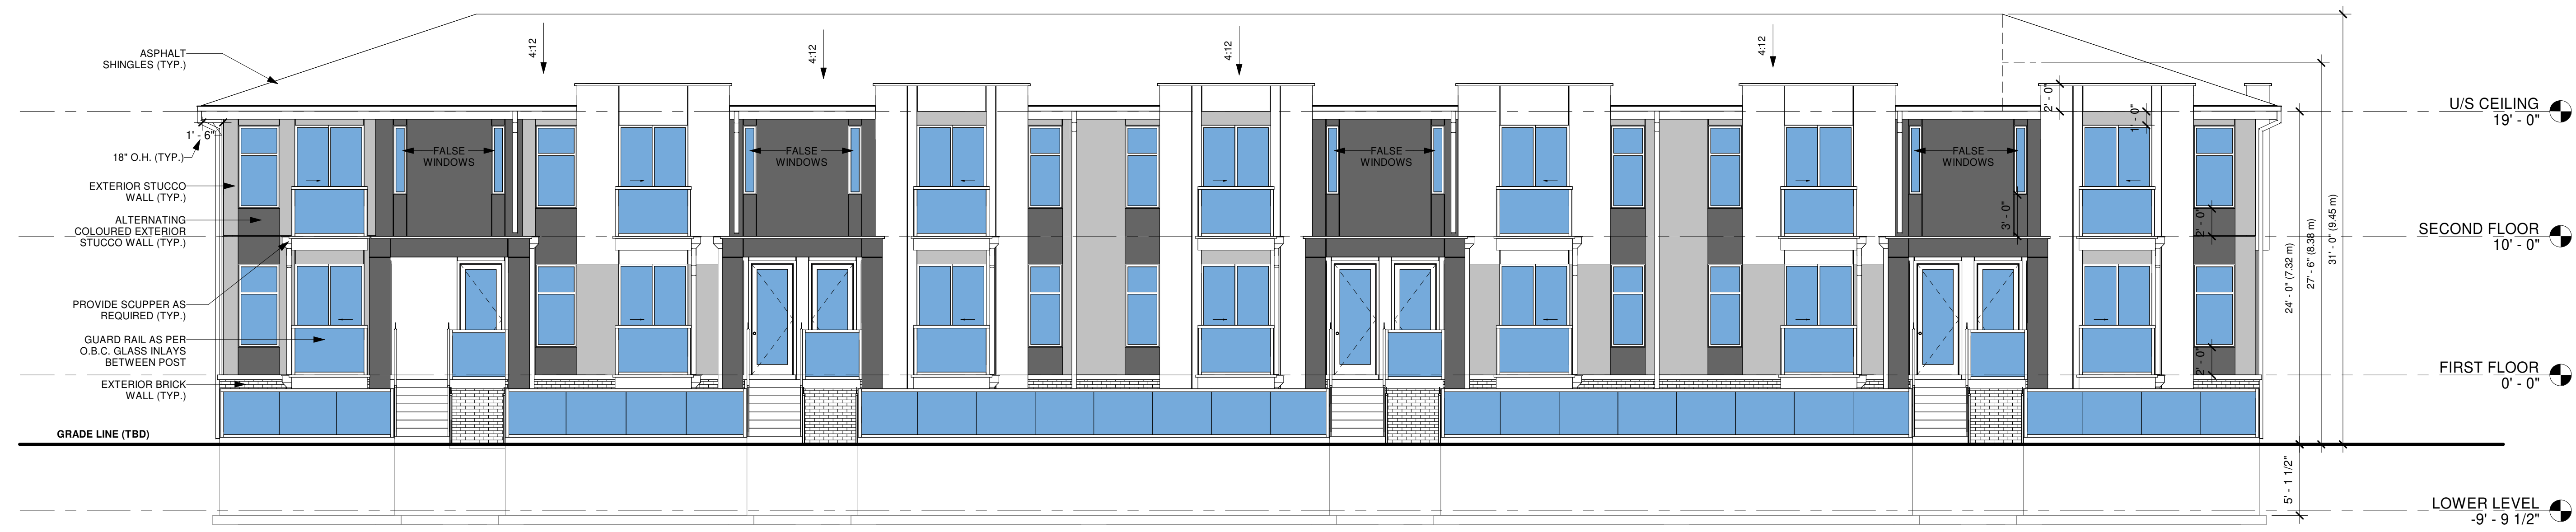 ASPHALT
SHINGLES (TYP.)
4:12
4:12
4:12
4:12
1' - 6"
18" O.H. (TYP.)
EXTERIOR STUCCO
WALL (TYP.)
ALTERNATING
COLOURED EXTERIOR
STUCCO WALL (TYP.)
PROVIDE SCUPPER AS
REQUIRED (TYP.)
GUARD RAIL AS PER
O.B.C. GLASS INLAYS
BETWEEN POST
EXTERIOR BRICK
WALL (TYP.)
GRADE LINE (TBD)
FALSE
WINDOWS
FALSE
WINDOWS
FALSE
WINDOWS
FALSE
WINDOWS
2' - 0"
1' - 0"
3' - 0"
2' - 0"
2' - 0"
24' - 0" (7.32 m)
27' - 6" (8.38 m)
31' - 0" (9.45 m)
5' - 1 1/2"
U/S CEILING
19' - 0"
SECOND FLOOR
10' - 0"
FIRST FLOOR
0' - 0"
LOWER LEVEL
-9' - 9 1/2"